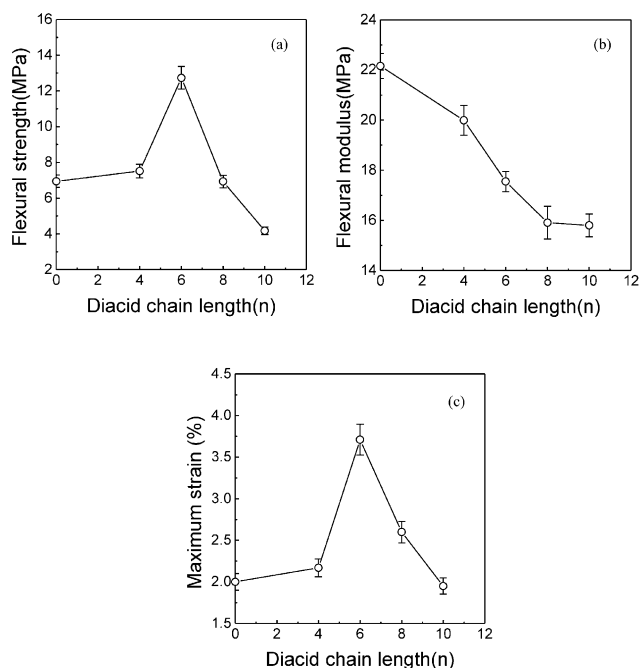 (a)
Flexural strength(MPa)
16
14
12
10
8
6
4
2
0 2 4 6 8 10 12
Diacid chain length(n)
(b)
Flexural modulus(MPa)
24
22
20
18
16
14
0 2 4 6 8 10 12
Diacid chain length(n)
(c)
Maximum strain (%)
4.5
4.0
3.5
3.0
2.5
2.0
1.5
0 2 4 6 8 10 12
Diacid chain length(n)